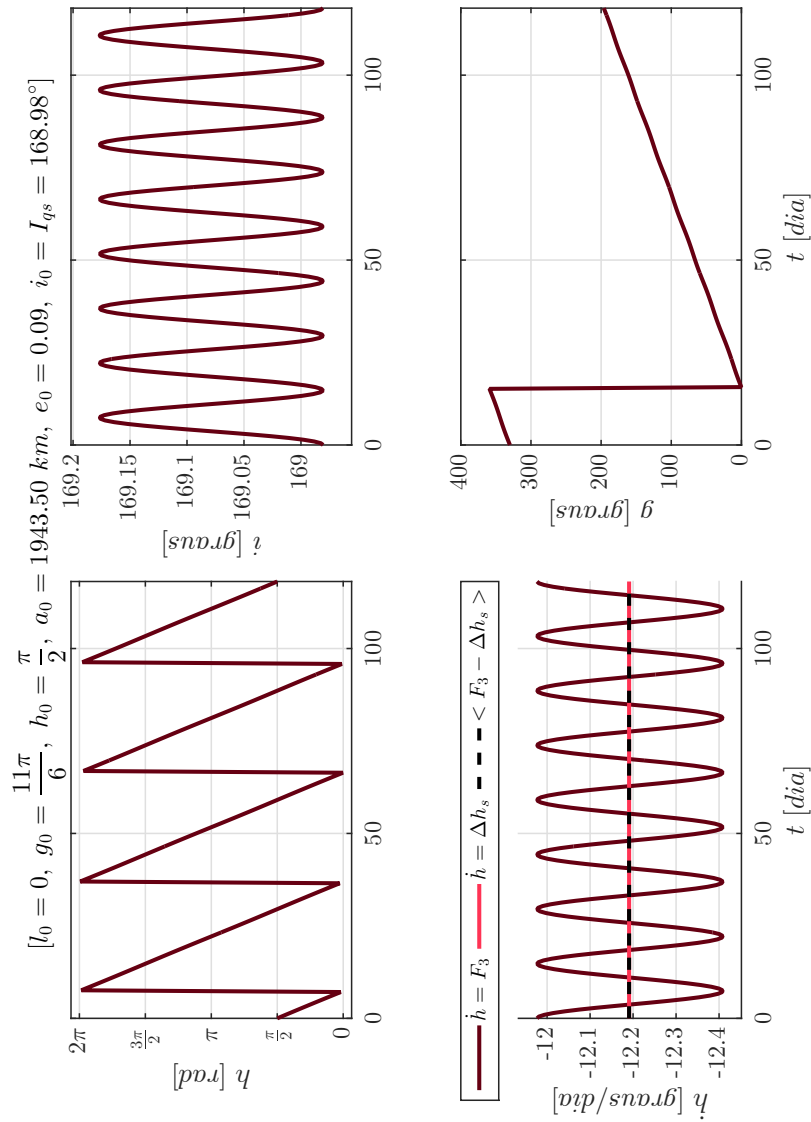 [l₀ = 0, g₀ = 11π/6, h₀ = π/2, a₀ = 1943.50 km, e₀ = 0.09, i₀ = I_qs = 168.98°]
h [rad]
2π
3π/2
π
π/2
0
0 50 100
i [graus]
169.2
169.15
169.1
169.05
169
0 50 100
ḣ = F₃ ḣ = Δh_s < F₃ − Δh_s >
ḣ [graus/dia]
-12
-12.1
-12.2
-12.3
-12.4
0 50 100
t [dia]
g [graus]
400
300
200
100
0
0 50 100
t [dia]